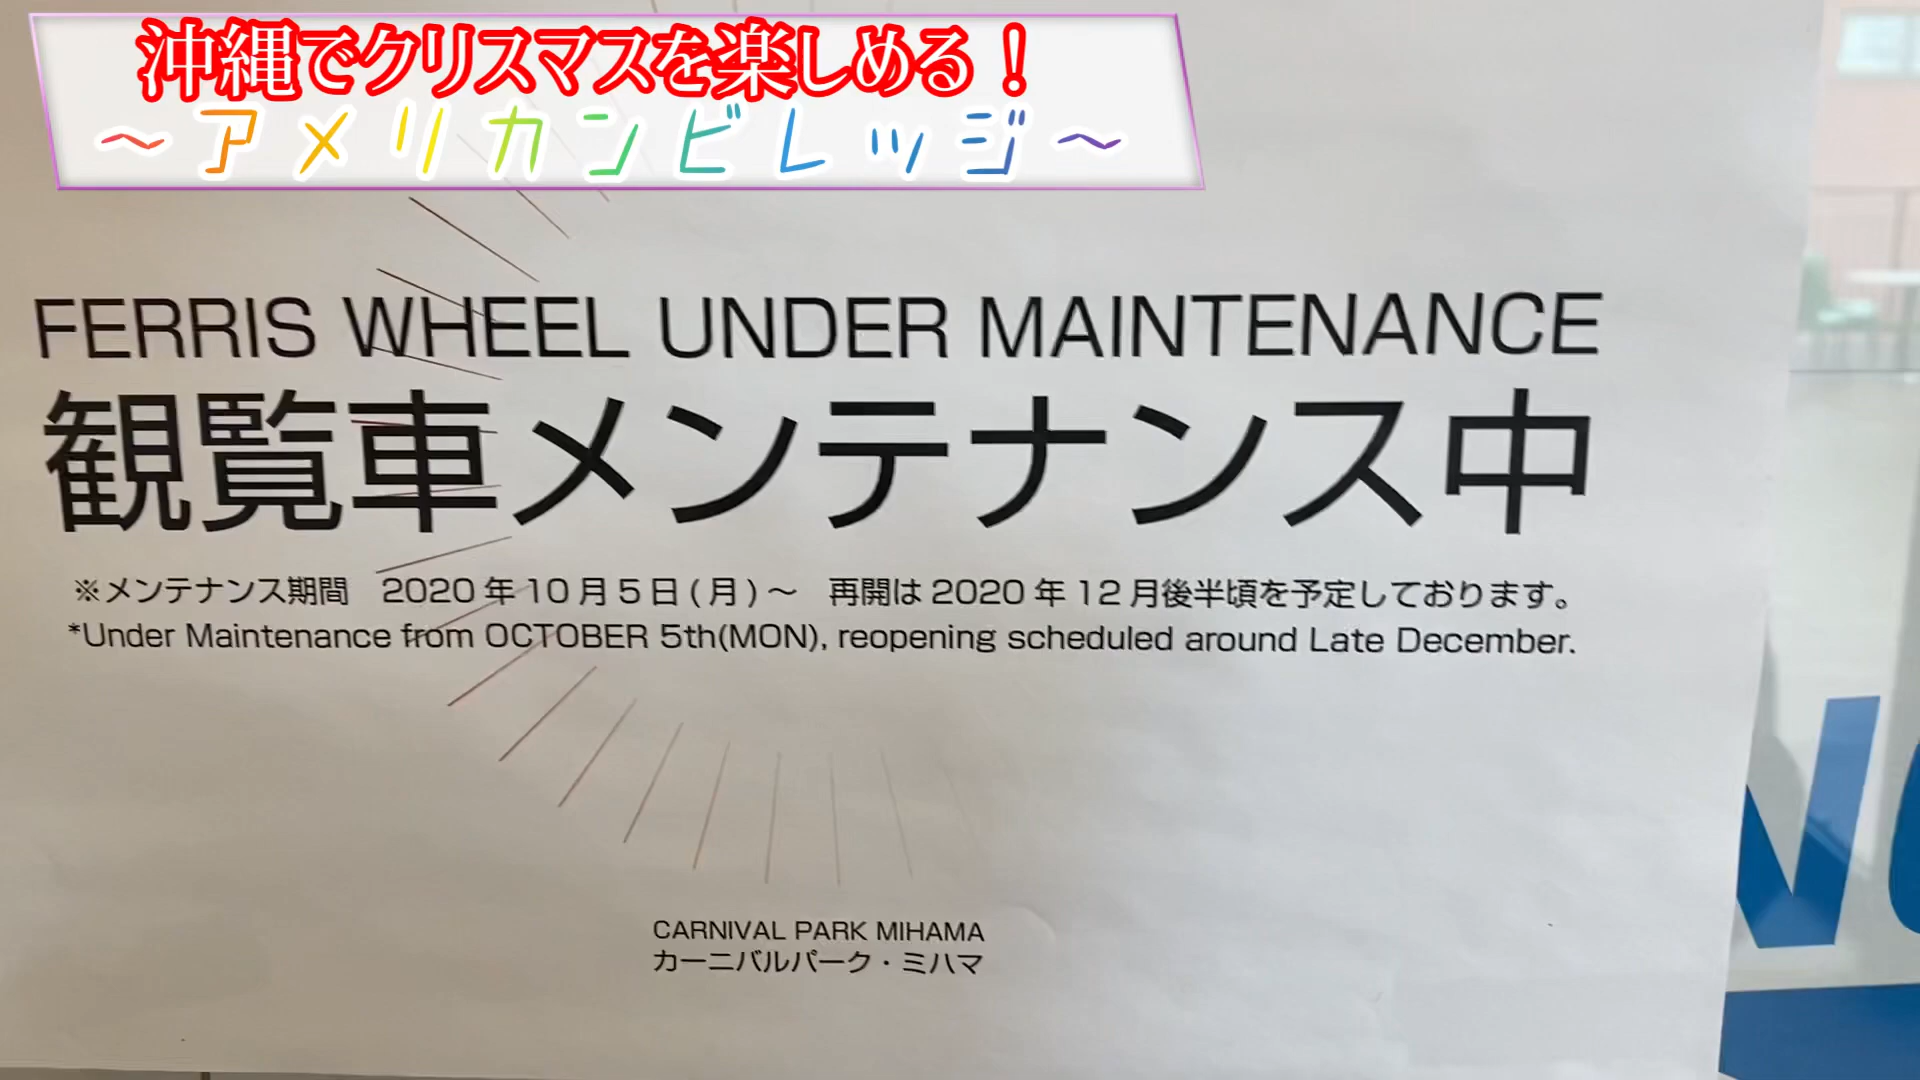 沖縄でクリスマスを楽しめる！
～アメリカンビレッジ～
FERRIS WHEEL UNDER MAINTENANCE
観覧車メンテナンス中
※メンテナンス期間　2020年10月5日(月)～　再開は2020年12月後半頃を予定しております。
*Under Maintenance from OCTOBER 5th(MON), reopening scheduled around Late December.
CARNIVAL PARK MIHAMA
カーニバルパーク・ミハマ